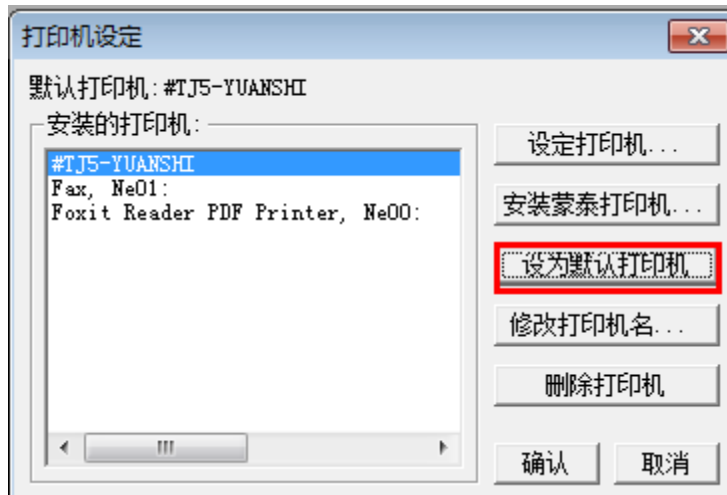 打印机设定
默认打印机:#TJ5-YUANSHI
安装的打印机:
#TJ5-YUANSHI
Fax, Ne01:
Foxit Reader PDF Printer, Ne00:
设定打印机...
安装蒙泰打印机...
设为默认打印机
修改打印机名...
删除打印机
确认
取消